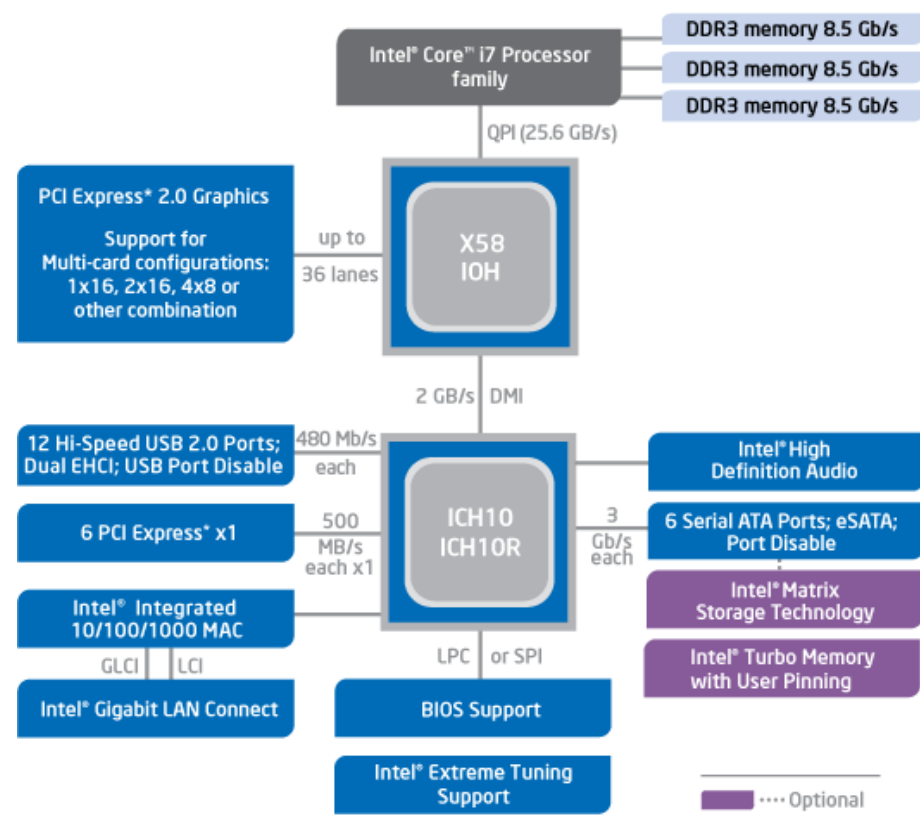 Intel® Core™ i7 Processor
family
DDR3 memory 8.5 Gb/s
DDR3 memory 8.5 Gb/s
DDR3 memory 8.5 Gb/s
QPI (25.6 GB/s)
PCI Express* 2.0 Graphics
Support for
Multi-card configurations:
1x16, 2x16, 4x8 or
other combination
up to
36 lanes
X58
IOH
2 GB/s DMI
12 Hi-Speed USB 2.0 Ports;
Dual EHCI; USB Port Disable
480 Mb/s
each
6 PCI Express* x1
500
MB/s
each x1
Intel® Integrated
10/100/1000 MAC
GLCI LCI
Intel® Gigabit LAN Connect
ICH10
ICH10R
Intel® High
Definition Audio
3
Gb/s
each
6 Serial ATA Ports; eSATA;
Port Disable
Intel® Matrix
Storage Technology
Intel® Turbo Memory
with User Pinning
LPC or SPI
BIOS Support
Intel® Extreme Tuning
Support
Optional